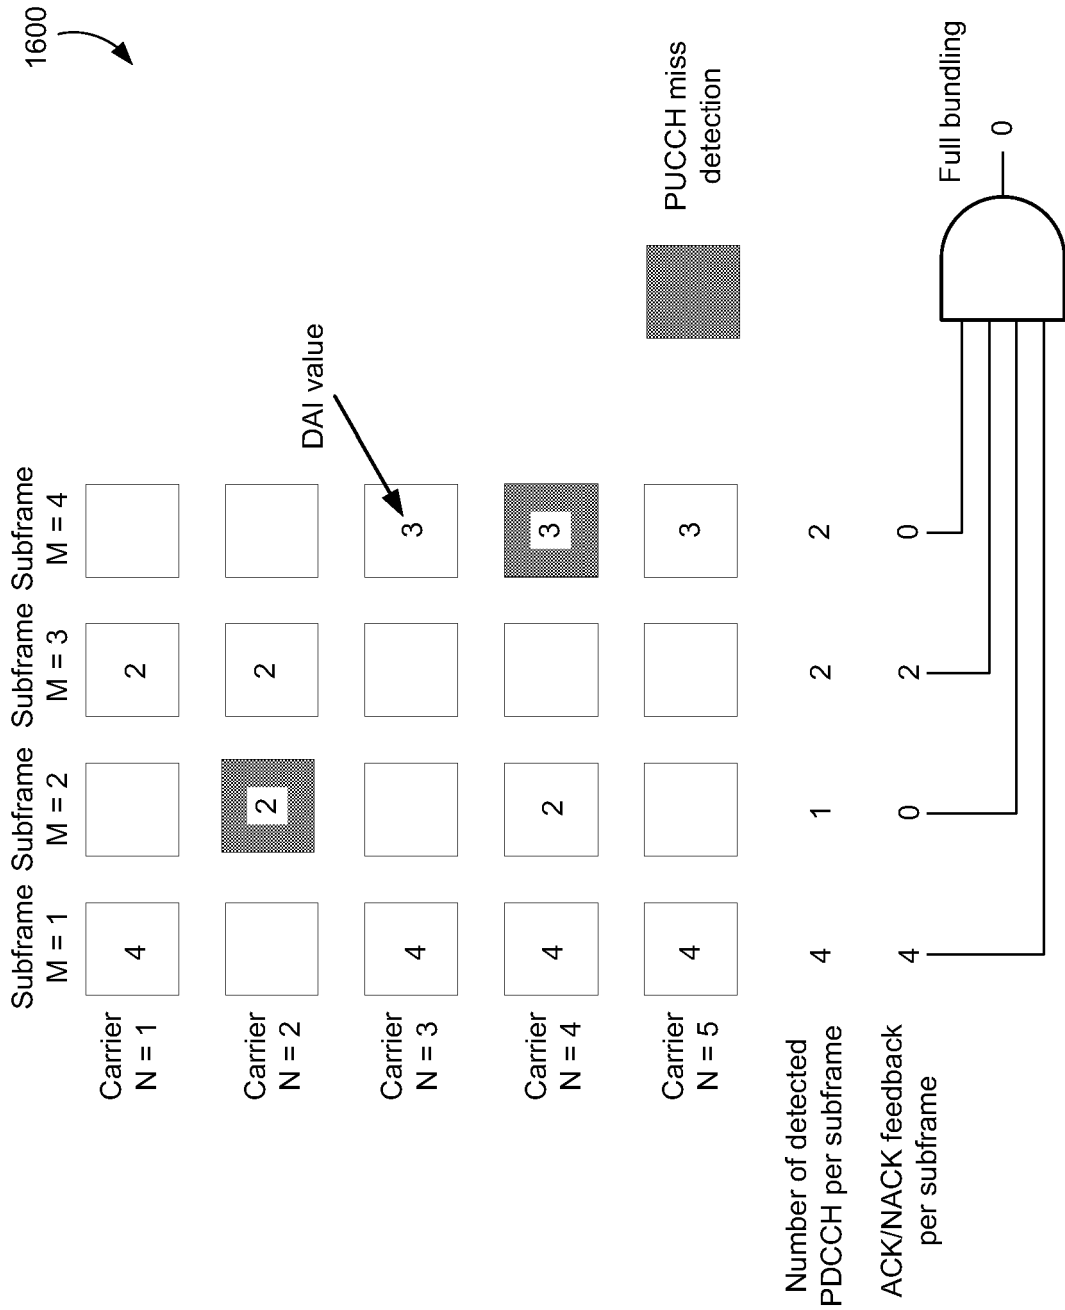 1600
Subframe
M = 1
Subframe
M = 2
Subframe
M = 3
Subframe
M = 4
Carrier
N = 1
4
2
Carrier
N = 2
2
2
Carrier
N = 3
4
3
DAI value
Carrier
N = 4
4
2
3
Carrier
N = 5
4
3
PUCCH miss
detection
Number of detected
PDCCH per subframe
4
1
2
2
ACK/NACK feedback
per subframe
4
0
2
0
Full bundling
0